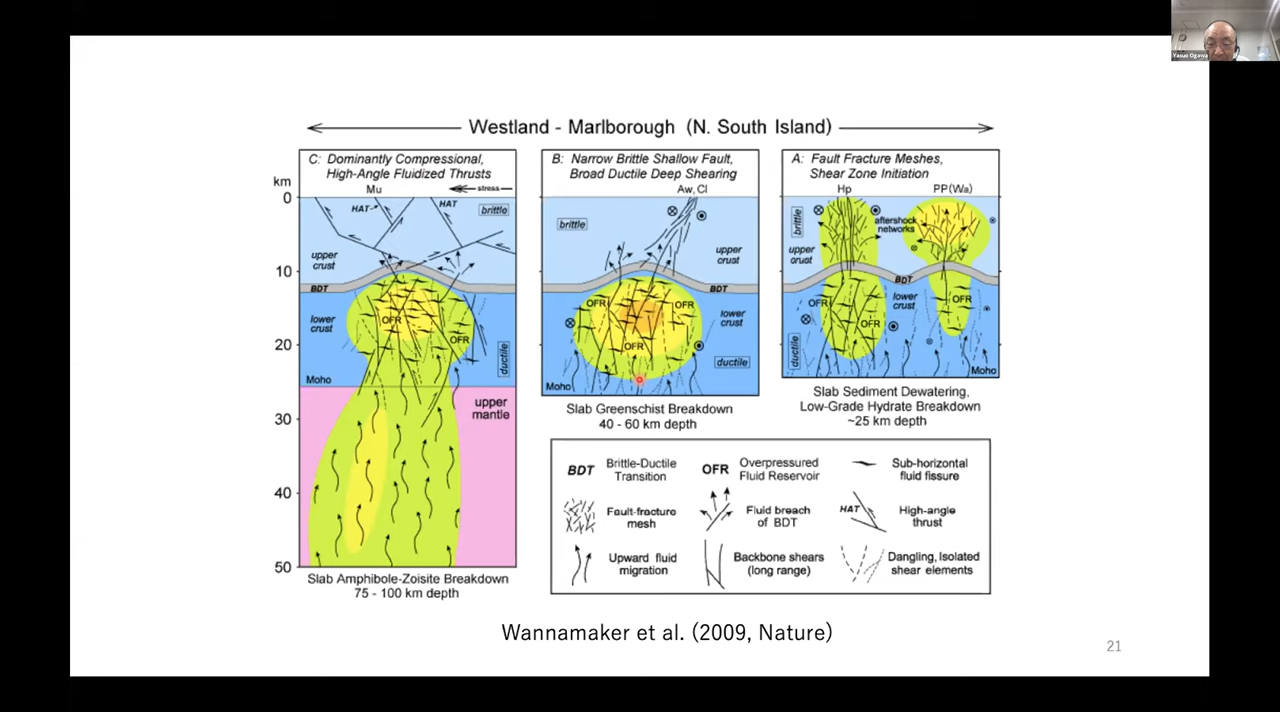 Yasuo Ogawa
Westland - Marlborough (N. South Island)
C: Dominantly Compressional,
High-Angle Fluidized Thrusts
Mu
stress
km
0
10
20
30
40
50
HAT
HAT
brittle
upper
crust
BDT
lower
crust
OFR
OFR
ductile
Moho
upper
mantle
Slab Amphibole-Zoisite Breakdown
75 - 100 km depth
B: Narrow Brittle Shallow Fault,
Broad Ductile Deep Shearing
Aw, Cl
brittle
upper
crust
BDT
OFR
OFR
OFR
lower
crust
ductile
Moho
Slab Greenschist Breakdown
40 - 60 km depth
A: Fault Fracture Meshes,
Shear Zone Initiation
Hp
PP(Wa)
brittle
aftershock
networks
upper
crust
BDT
OFR
OFR
lower
crust
OFR
ductile
Moho
Slab Sediment Dewatering,
Low-Grade Hydrate Breakdown
~25 km depth
BDT
Brittle-Ductile
Transition
OFR
Overpressured
Fluid Reservoir
Sub-horizontal
fluid fissure
Fault-fracture
mesh
Fluid breach
of BDT
HAT
High-angle
thrust
Upward fluid
migration
Backbone shears
(long range)
Dangling, Isolated
shear elements
Wannamaker et al. (2009, Nature)
21